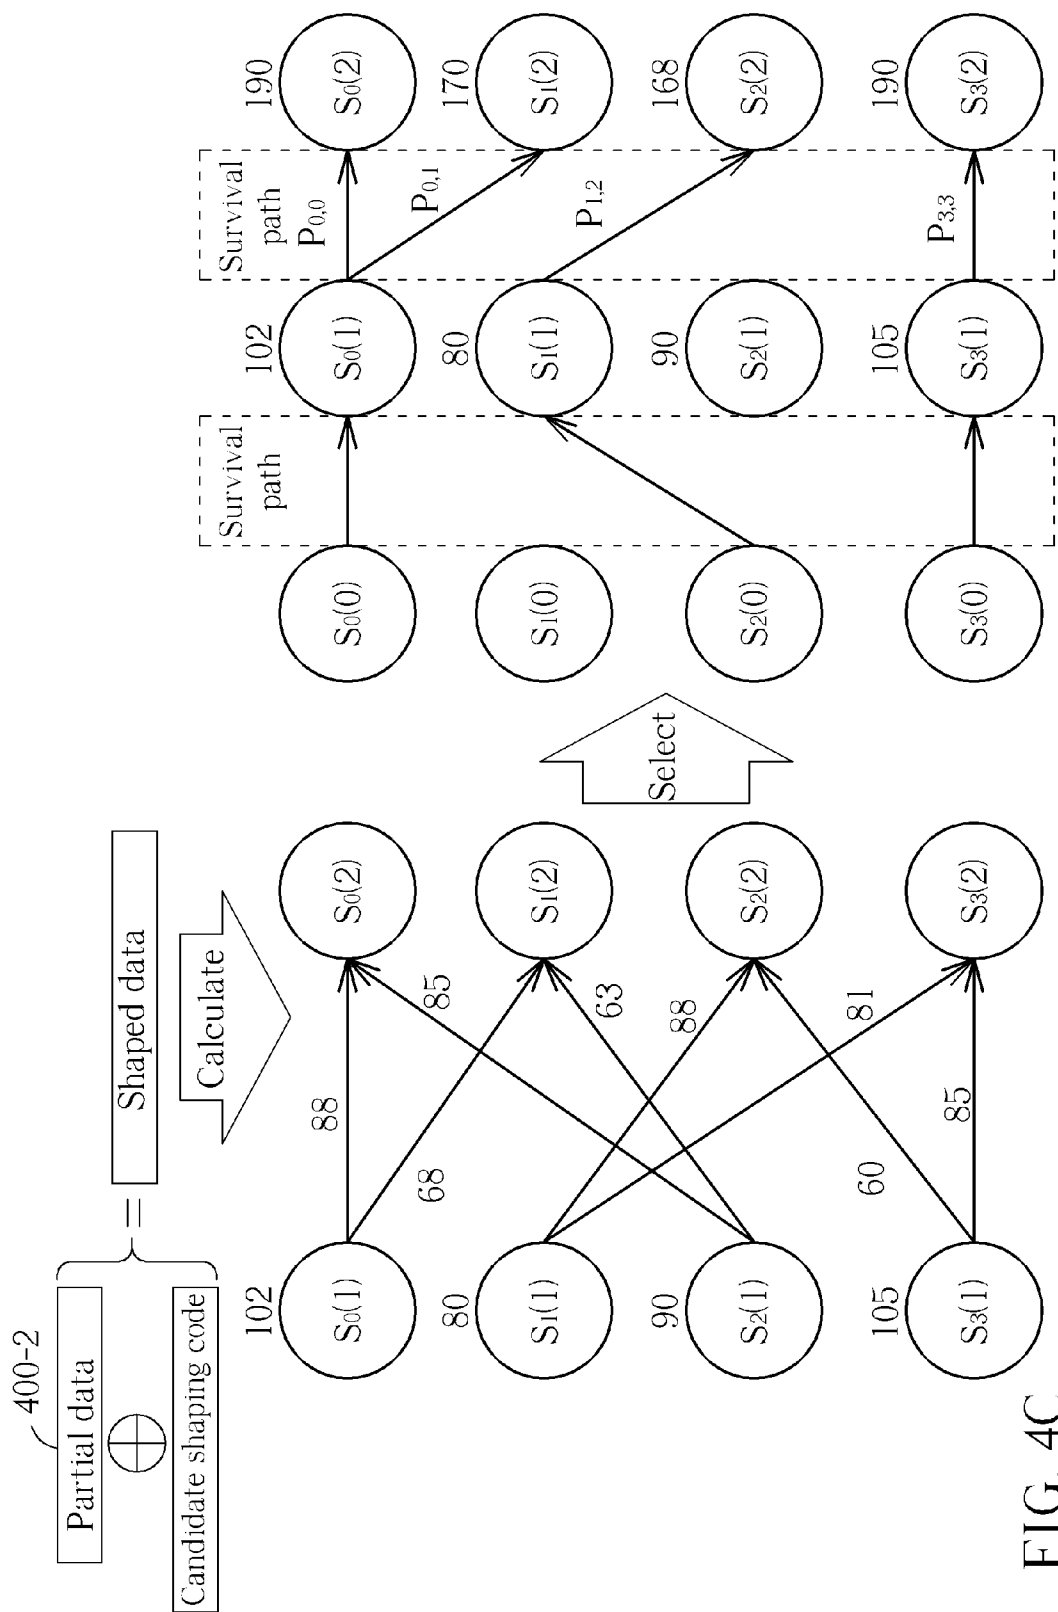 400-2
Partial data
⊕
Candidate shaping code
=
Shaped data
Calculate
102
S0(1)
80
S1(1)
90
S2(1)
105
S3(1)
88
68
85
63
88
81
60
85
S0(2)
S1(2)
S2(2)
S3(2)
Select
S0(0)
S1(0)
S2(0)
S3(0)
Survival
path
102
S0(1)
80
S1(1)
90
S2(1)
105
S3(1)
Survival
path
P0,0
P0,1
P1,2
P3,3
190
S0(2)
170
S1(2)
168
S2(2)
190
S3(2)
FIG. 4C